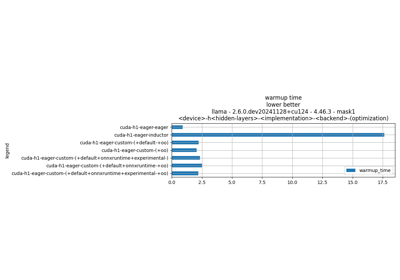 warmup time
lower better
llama - 2.6.0.dev20241128+cu124 - 4.46.3 - mask1
<device>-h<hidden-layers>-<implementation>-<backend>-(optimization)
legend
cuda-h1-eager-eager
cuda-h1-eager-inductor
cuda-h1-eager-custom-(+default-+oo)
cuda-h1-eager-custom-(+oo)
cuda-h1-eager-custom-(+default+onnxruntime+experimental-)
cuda-h1-eager-custom-(+default+onnxruntime-+oo)
cuda-h1-eager-custom-(+default+onnxruntime+experimental-+oo)
warmup_time
0.0 2.5 5.0 7.5 10.0 12.5 15.0 17.5